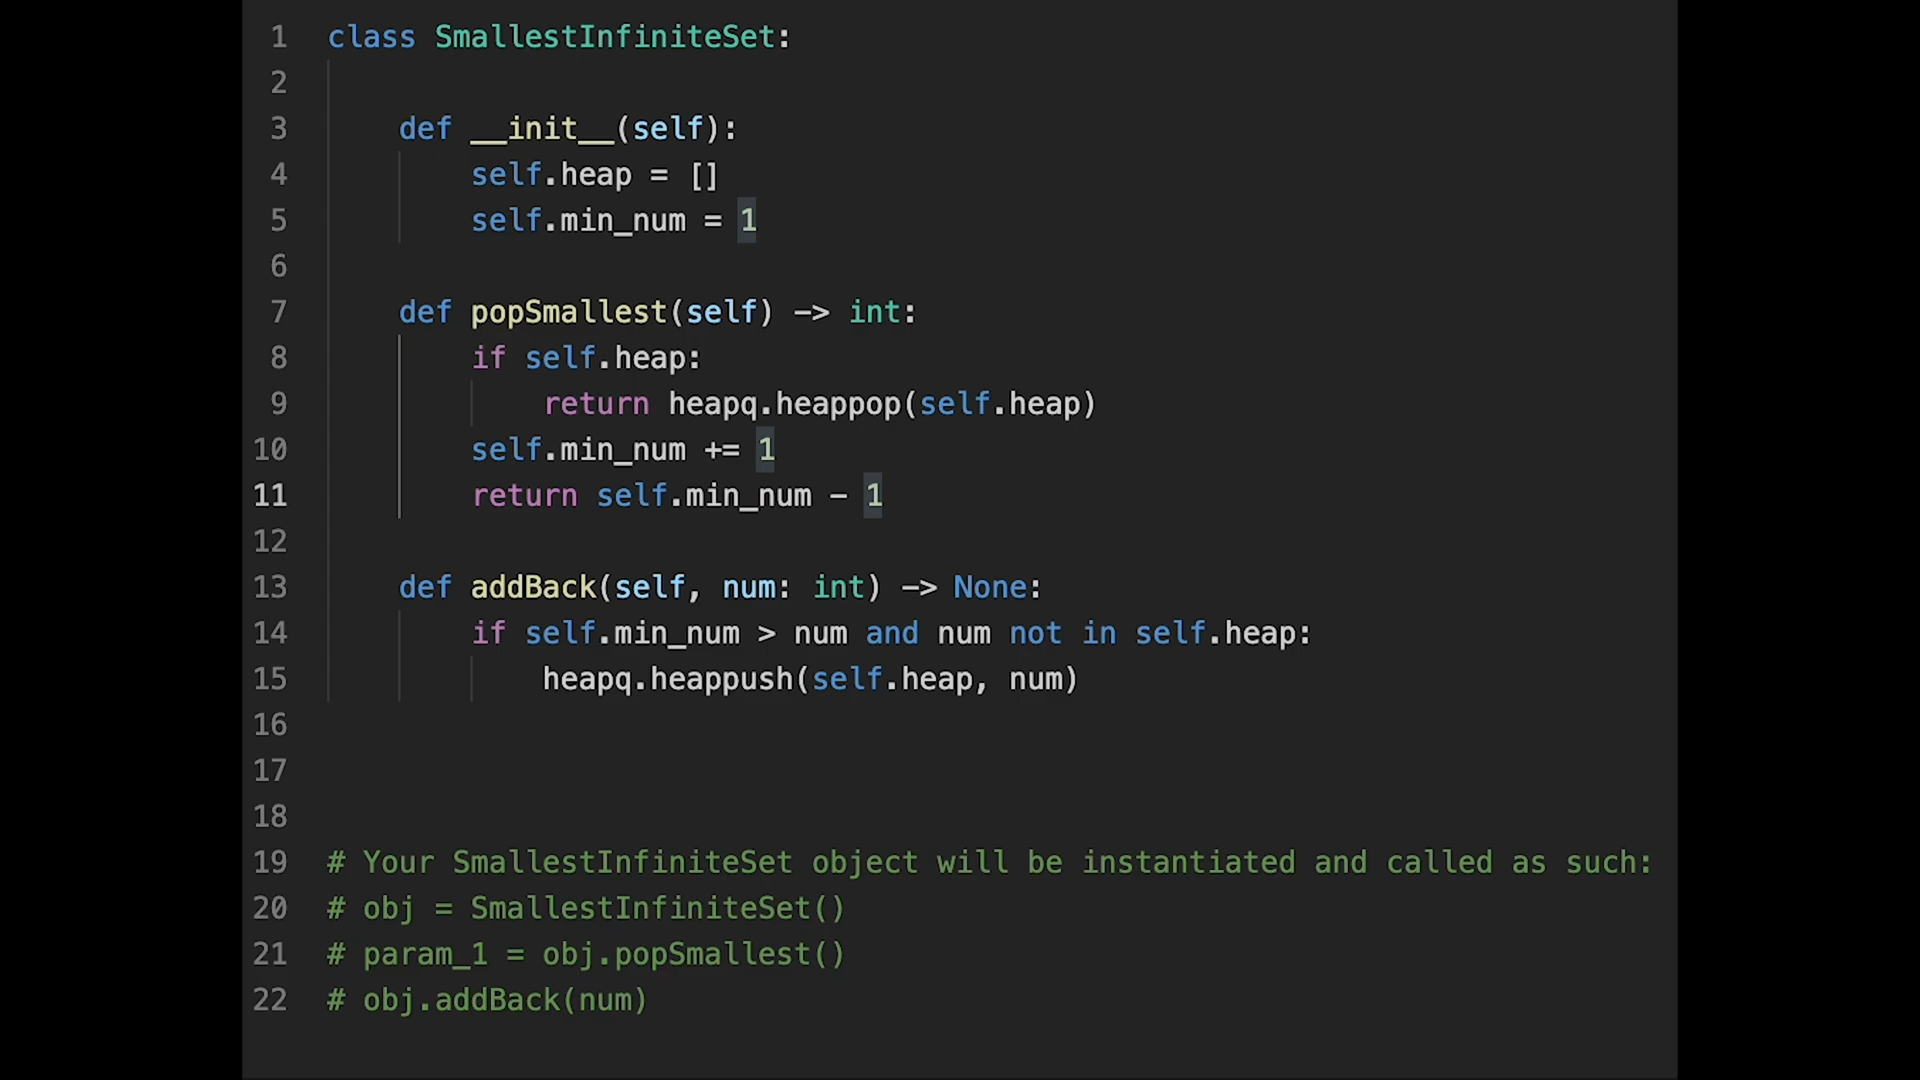 1 class SmallestInfiniteSet:
2
3 def __init__(self):
4 self.heap = []
5 self.min_num = 1
6
7 def popSmallest(self) -> int:
8 if self.heap:
9 return heapq.heappop(self.heap)
10 self.min_num += 1
11 return self.min_num - 1
12
13 def addBack(self, num: int) -> None:
14 if self.min_num > num and num not in self.heap:
15 heapq.heappush(self.heap, num)
16
17
18
19 # Your SmallestInfiniteSet object will be instantiated and called as such:
20 # obj = SmallestInfiniteSet()
21 # param_1 = obj.popSmallest()
22 # obj.addBack(num)